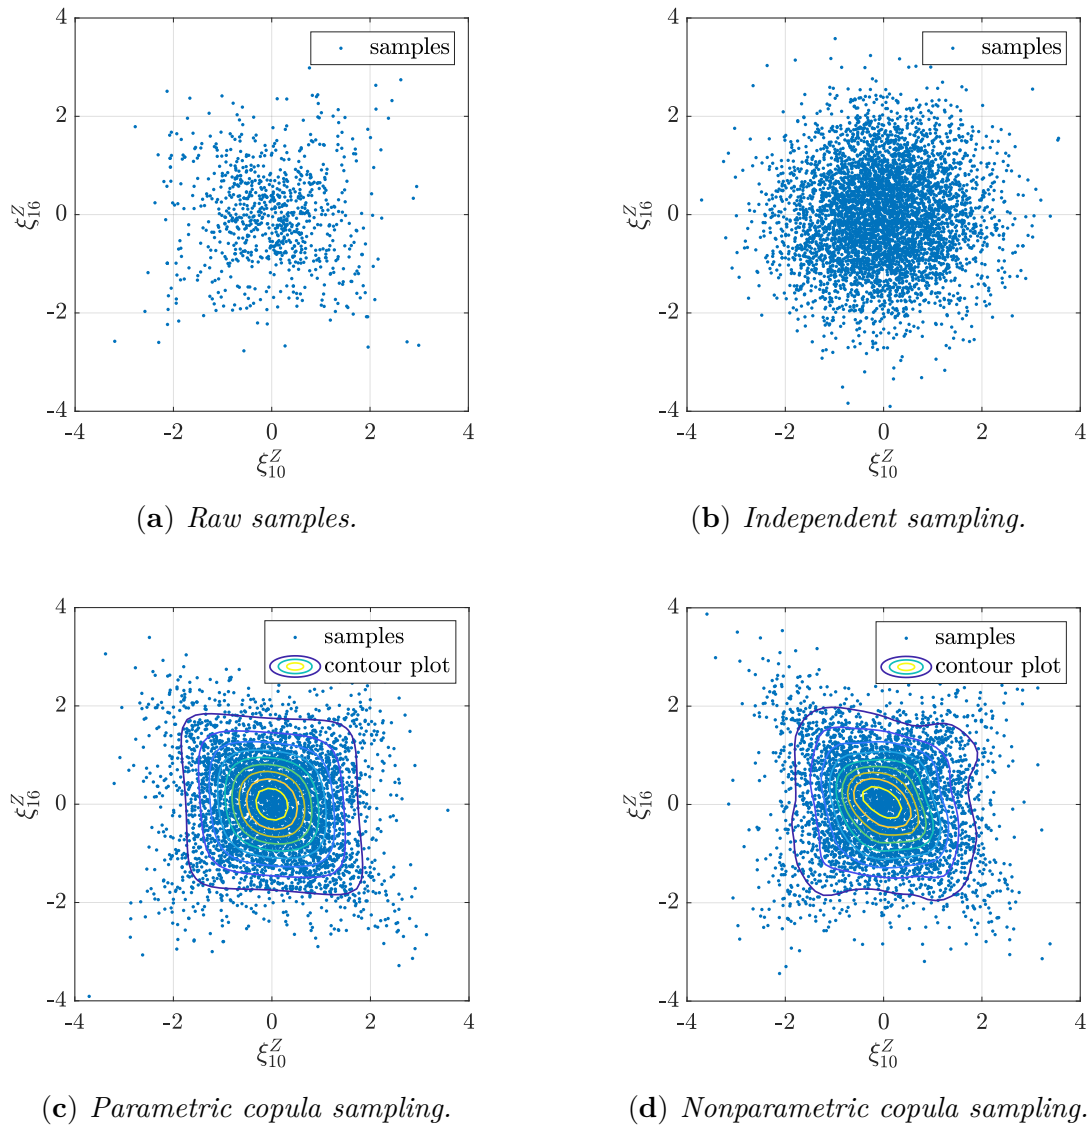 4
samples
2
ξ^Z_16
0
-2
-4
-4 -2 0 2 4
ξ^Z_10
(a) Raw samples.
4
samples
2
ξ^Z_16
0
-2
-4
-4 -2 0 2 4
ξ^Z_10
(b) Independent sampling.
4
samples
contour plot
2
ξ^Z_16
0
-2
-4
-4 -2 0 2 4
ξ^Z_10
(c) Parametric copula sampling.
4
samples
contour plot
2
ξ^Z_16
0
-2
-4
-4 -2 0 2 4
ξ^Z_10
(d) Nonparametric copula sampling.